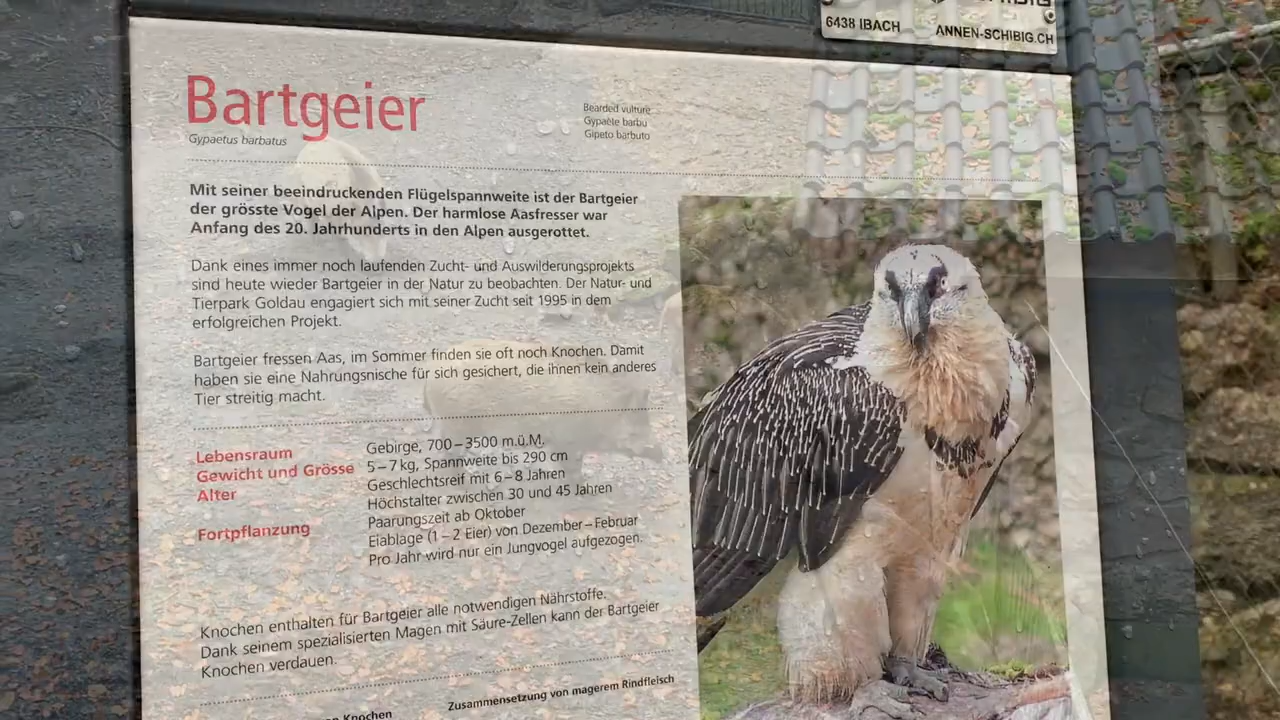 6438 IBACH
ANNEN-SCHIBIG.CH
Bartgeier
Gypaetus barbatus
Bearded vulture
Gypaète barbu
Gipeto barbuto
Mit seiner beeindruckenden Flügelspannweite ist der Bartgeier
der grösste Vogel der Alpen. Der harmlose Aasfresser war
Anfang des 20. Jahrhunderts in den Alpen ausgerottet.
Dank eines immer noch laufenden Zucht- und Auswilderungsprojekts
sind heute wieder Bartgeier in der Natur zu beobachten. Der Natur- und
Tierpark Goldau engagiert sich mit seiner Zucht seit 1995 in dem
erfolgreichen Projekt.
Bartgeier fressen Aas, im Sommer finden sie oft noch Knochen. Damit
haben sie eine Nahrungsnische für sich gesichert, die ihnen kein anderes
Tier streitig macht.
Lebensraum Gebirge, 700–3500 m.ü.M.
Gewicht und Grösse 5–7 kg, Spannweite bis 290 cm
Alter Geschlechtsreif mit 6–8 Jahren
Höchstalter zwischen 30 und 45 Jahren
Fortpflanzung Paarungszeit ab Oktober
Eiablage (1–2 Eier) von Dezember–Februar
Pro Jahr wird nur ein Jungvogel aufgezogen.
Knochen enthalten für Bartgeier alle notwendigen Nährstoffe.
Dank seinem spezialisierten Magen mit Säure-Zellen kann der Bartgeier
Knochen verdauen.
Knochen
Zusammensetzung von magerem Rindfleisch